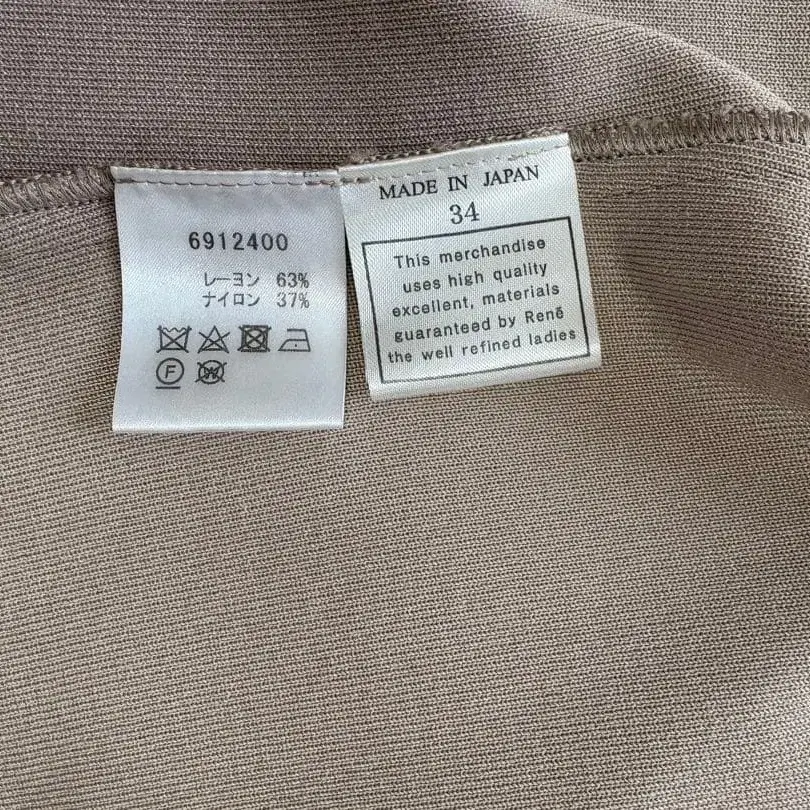 6912400
レーヨン 63%
ナイロン 37%
F
W
MADE IN JAPAN
34
This merchandise
uses high quality
excellent, materials
guaranteed by René
the well refined ladies